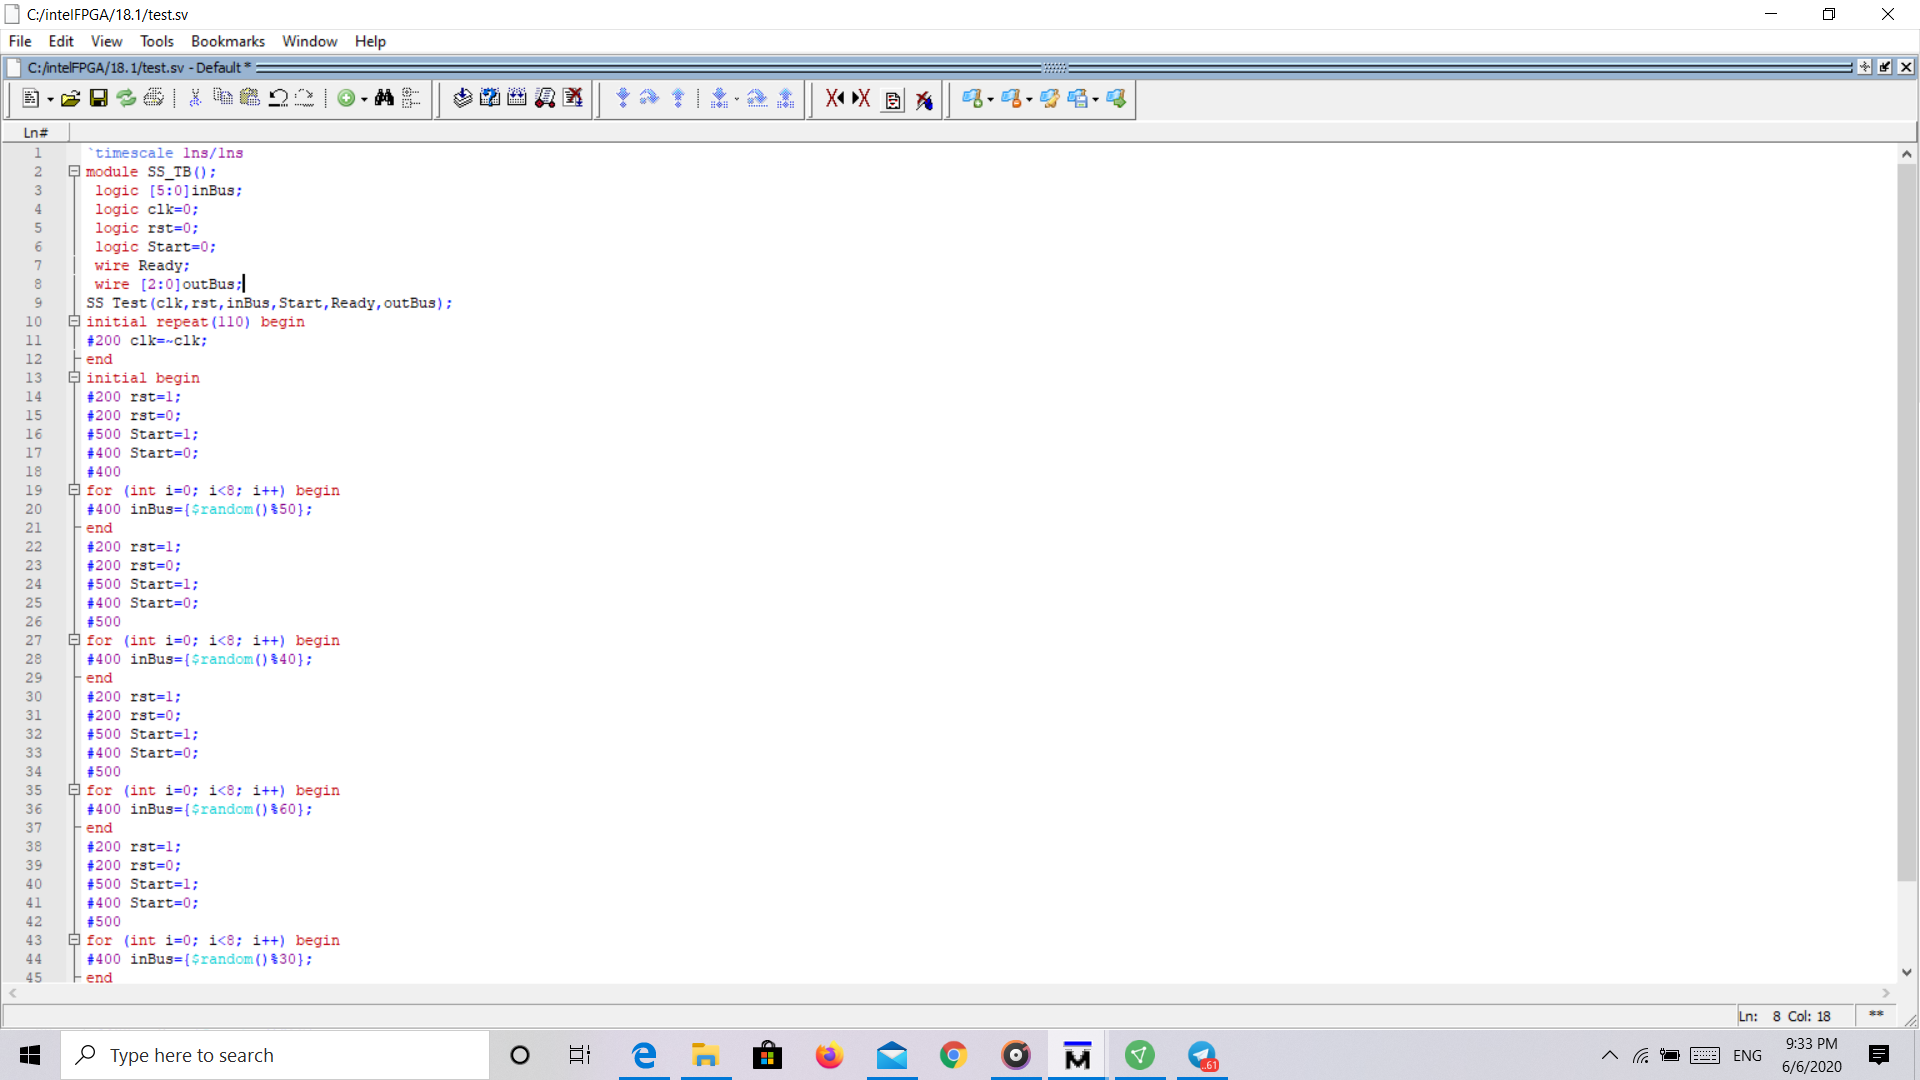 C:/intelFPGA/18.1/test.sv
File Edit View Tools Bookmarks Window Help
C:/intelFPGA/18.1/test.sv - Default *
Ln#
1 `timescale 1ns/1ns
2 module SS_TB();
3 logic [5:0]inBus;
4 logic clk=0;
5 logic rst=0;
6 logic Start=0;
7 wire Ready;
8 wire [2:0]outBus;
9 SS Test(clk,rst,inBus,Start,Ready,outBus);
10 initial repeat(110) begin
11 #200 clk=~clk;
12 end
13 initial begin
14 #200 rst=1;
15 #200 rst=0;
16 #500 Start=1;
17 #400 Start=0;
18 #400
19 for (int i=0; i<8; i++) begin
20 #400 inBus={$random()%50};
21 end
22 #200 rst=1;
23 #200 rst=0;
24 #500 Start=1;
25 #400 Start=0;
26 #500
27 for (int i=0; i<8; i++) begin
28 #400 inBus={$random()%40};
29 end
30 #200 rst=1;
31 #200 rst=0;
32 #500 Start=1;
33 #400 Start=0;
34 #500
35 for (int i=0; i<8; i++) begin
36 #400 inBus={$random()%60};
37 end
38 #200 rst=1;
39 #200 rst=0;
40 #500 Start=1;
41 #400 Start=0;
42 #500
43 for (int i=0; i<8; i++) begin
44 #400 inBus={$random()%30};
45 end
Ln: 8 Col: 18 **
Type here to search
..61
ENG
9:33 PM
6/6/2020